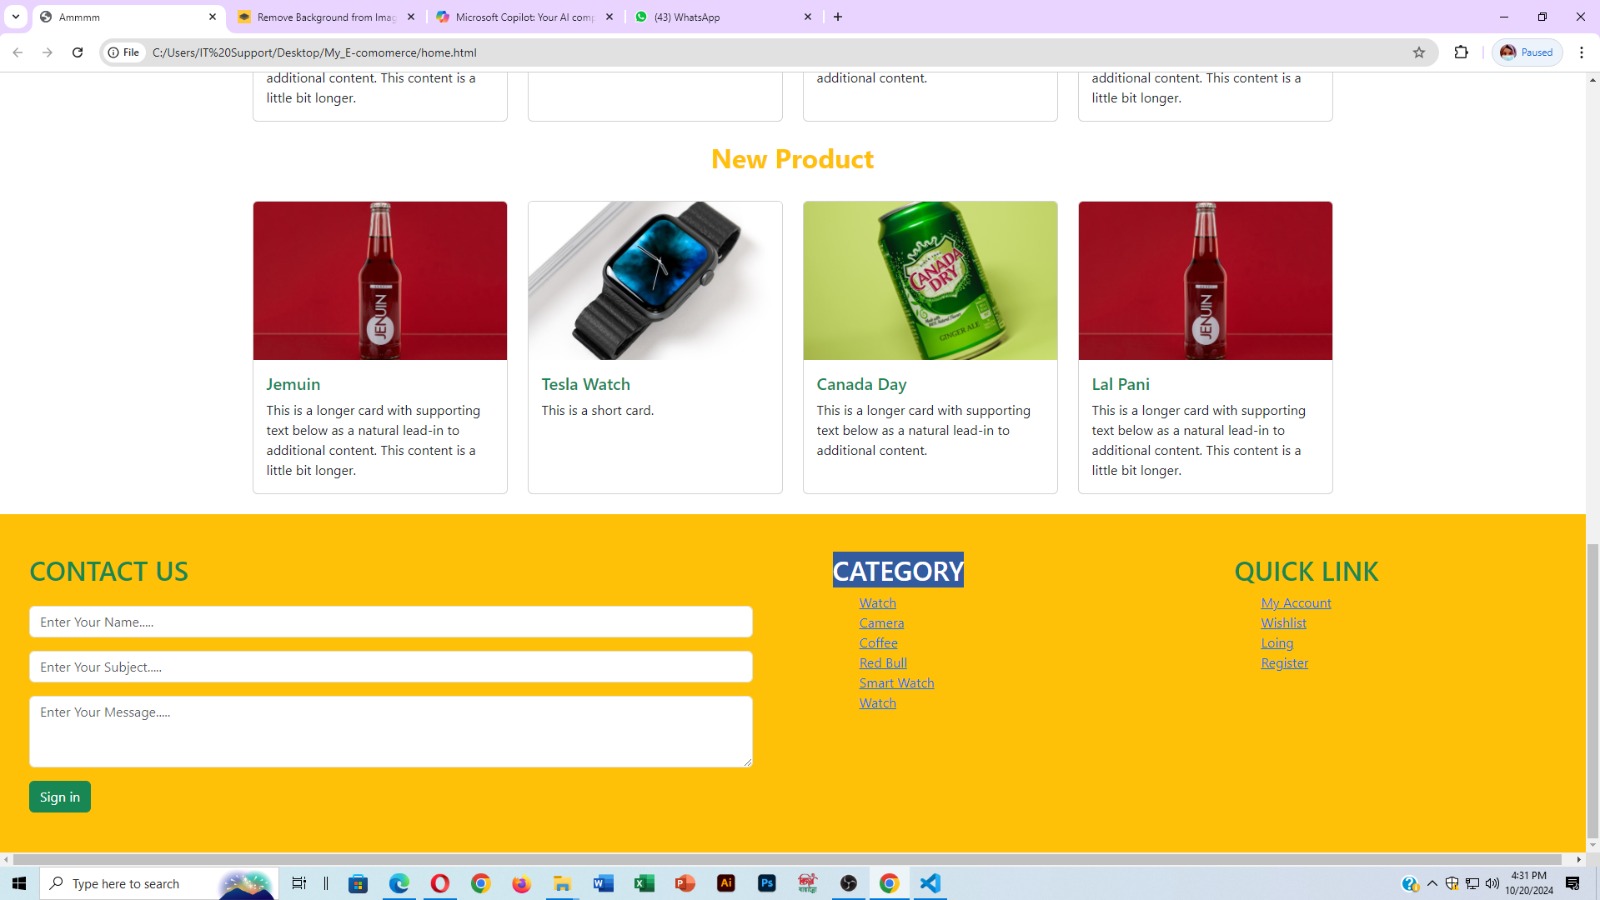 Ammmm
Remove Background from Imag
Microsoft Copilot: Your AI comp
(43) WhatsApp
File
C:/Users/IT%20Support/Desktop/My_E-comomerce/home.html
Paused
additional content. This content is a
little bit longer.
additional content.
additional content. This content is a
little bit longer.
New Product
JENUIN
CANADA
DRY
GINGER ALE
JENUIN
Jemuin
This is a longer card with supporting
text below as a natural lead-in to
additional content. This content is a
little bit longer.
Tesla Watch
This is a short card.
Canada Day
This is a longer card with supporting
text below as a natural lead-in to
additional content.
Lal Pani
This is a longer card with supporting
text below as a natural lead-in to
additional content. This content is a
little bit longer.
CONTACT US
Enter Your Name.....
Enter Your Subject.....
Enter Your Message.....
Sign in
CATEGORY
Watch
Camera
Coffee
Red Bull
Smart Watch
Watch
QUICK LINK
My Account
Wishlist
Loing
Register
Type here to search
Ai
Ps
4:31 PM
10/20/2024